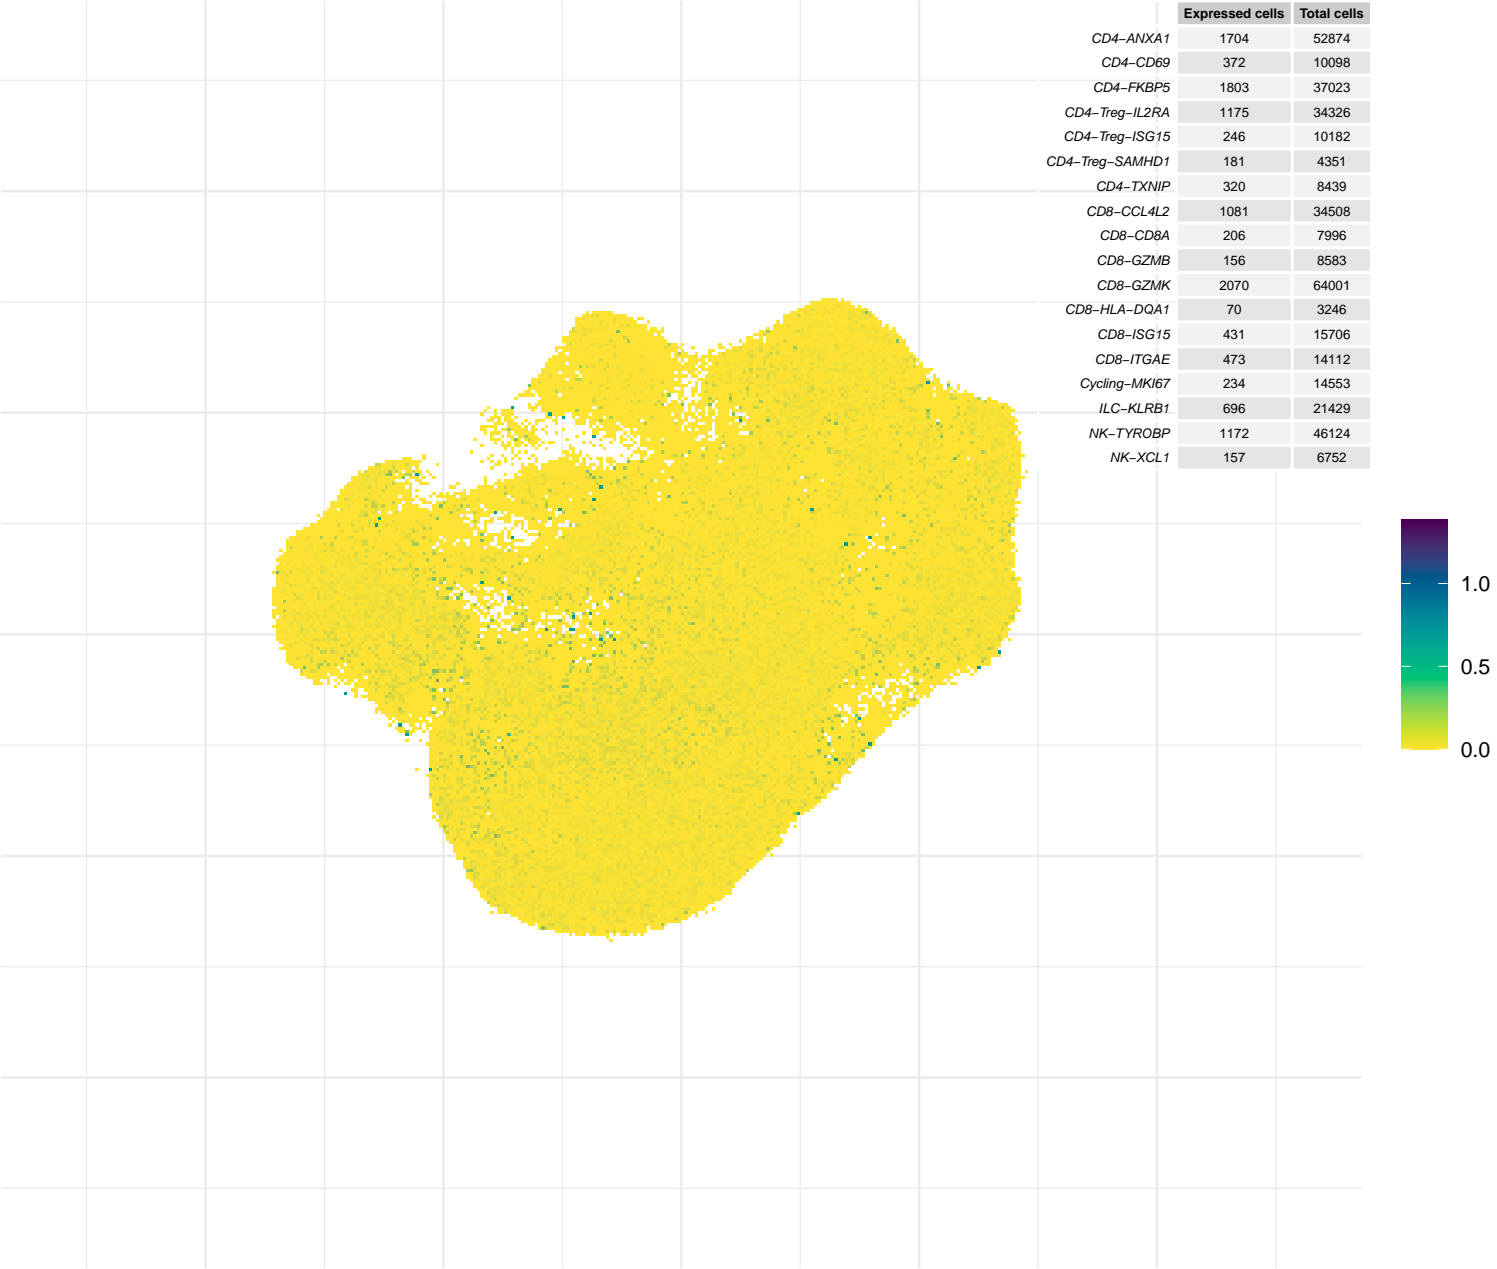 Expressed cells Total cells
CD4−ANXA1 1704 52874
CD4−CD69 372 10098
CD4−FKBP5 1803 37023
CD4−Treg−IL2RA 1175 34326
CD4−Treg−ISG15 246 10182
CD4−Treg−SAMHD1 181 4351
CD4−TXNIP 320 8439
CD8−CCL4L2 1081 34508
CD8−CD8A 206 7996
CD8−GZMB 156 8583
CD8−GZMK 2070 64001
CD8−HLA−DQA1 70 3246
CD8−ISG15 431 15706
CD8−ITGAE 473 14112
Cycling−MKI67 234 14553
ILC−KLRB1 696 21429
NK−TYROBP 1172 46124
NK−XCL1 157 6752
1.0
0.5
0.0